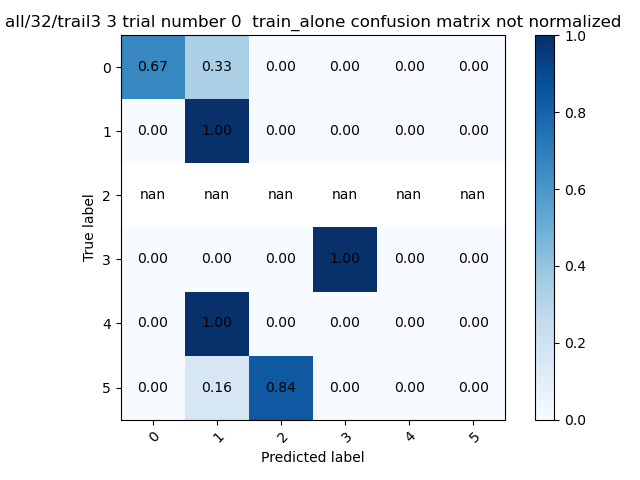 all/32/trail3 3 trial number 0  train_alone confusion matrix not normalized
True label
0 0.67 0.33 0.00 0.00 0.00 0.00
1 0.00 1.00 0.00 0.00 0.00 0.00
2 nan nan nan nan nan nan
3 0.00 0.00 0.00 1.00 0.00 0.00
4 0.00 1.00 0.00 0.00 0.00 0.00
5 0.00 0.16 0.84 0.00 0.00 0.00
0 1 2 3 4 5
Predicted label
1.0
0.8
0.6
0.4
0.2
0.0